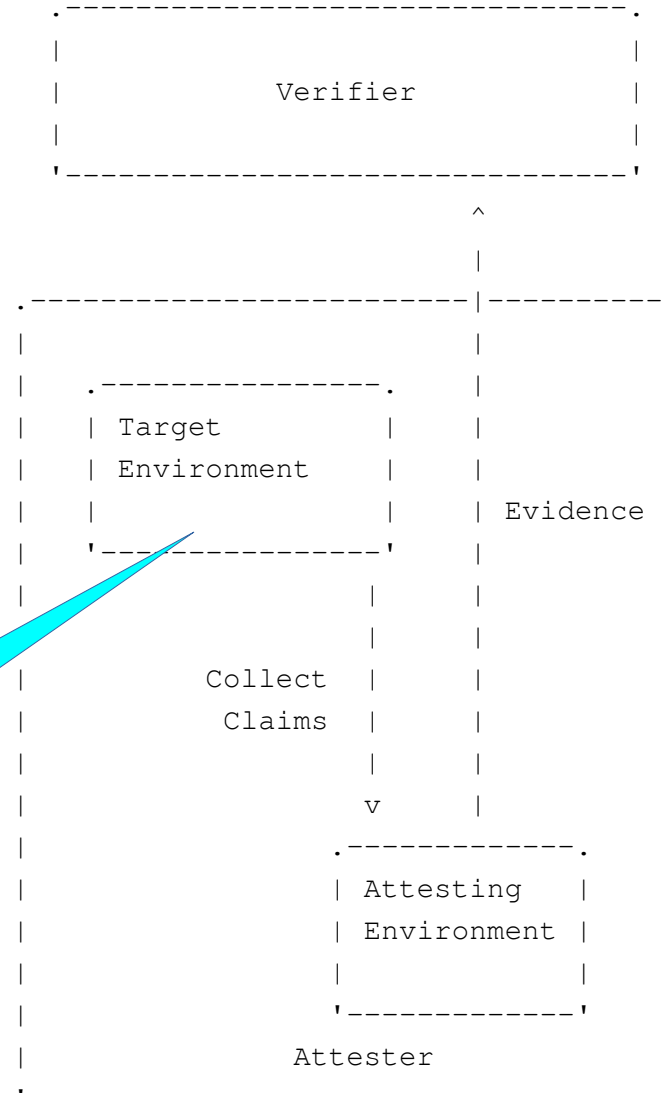 Verifier
Target
Environment
Evidence
Collect
Claims
Attesting
Environment
Attester